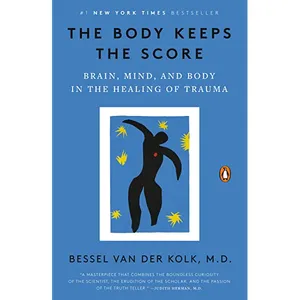 #1 NEW YORK TIMES BESTSELLER
THE BODY KEEPS
THE SCORE
BRAIN, MIND, AND BODY
IN THE HEALING OF TRAUMA
BESSEL VAN DER KOLK, M.D.
"A MASTERPIECE THAT COMBINES THE BOUNDLESS CURIOSITY
OF THE SCIENTIST, THE ERUDITION OF THE SCHOLAR, AND THE PASSION
OF THE TRUTH TELLER." —JUDITH HERMAN, M.D.